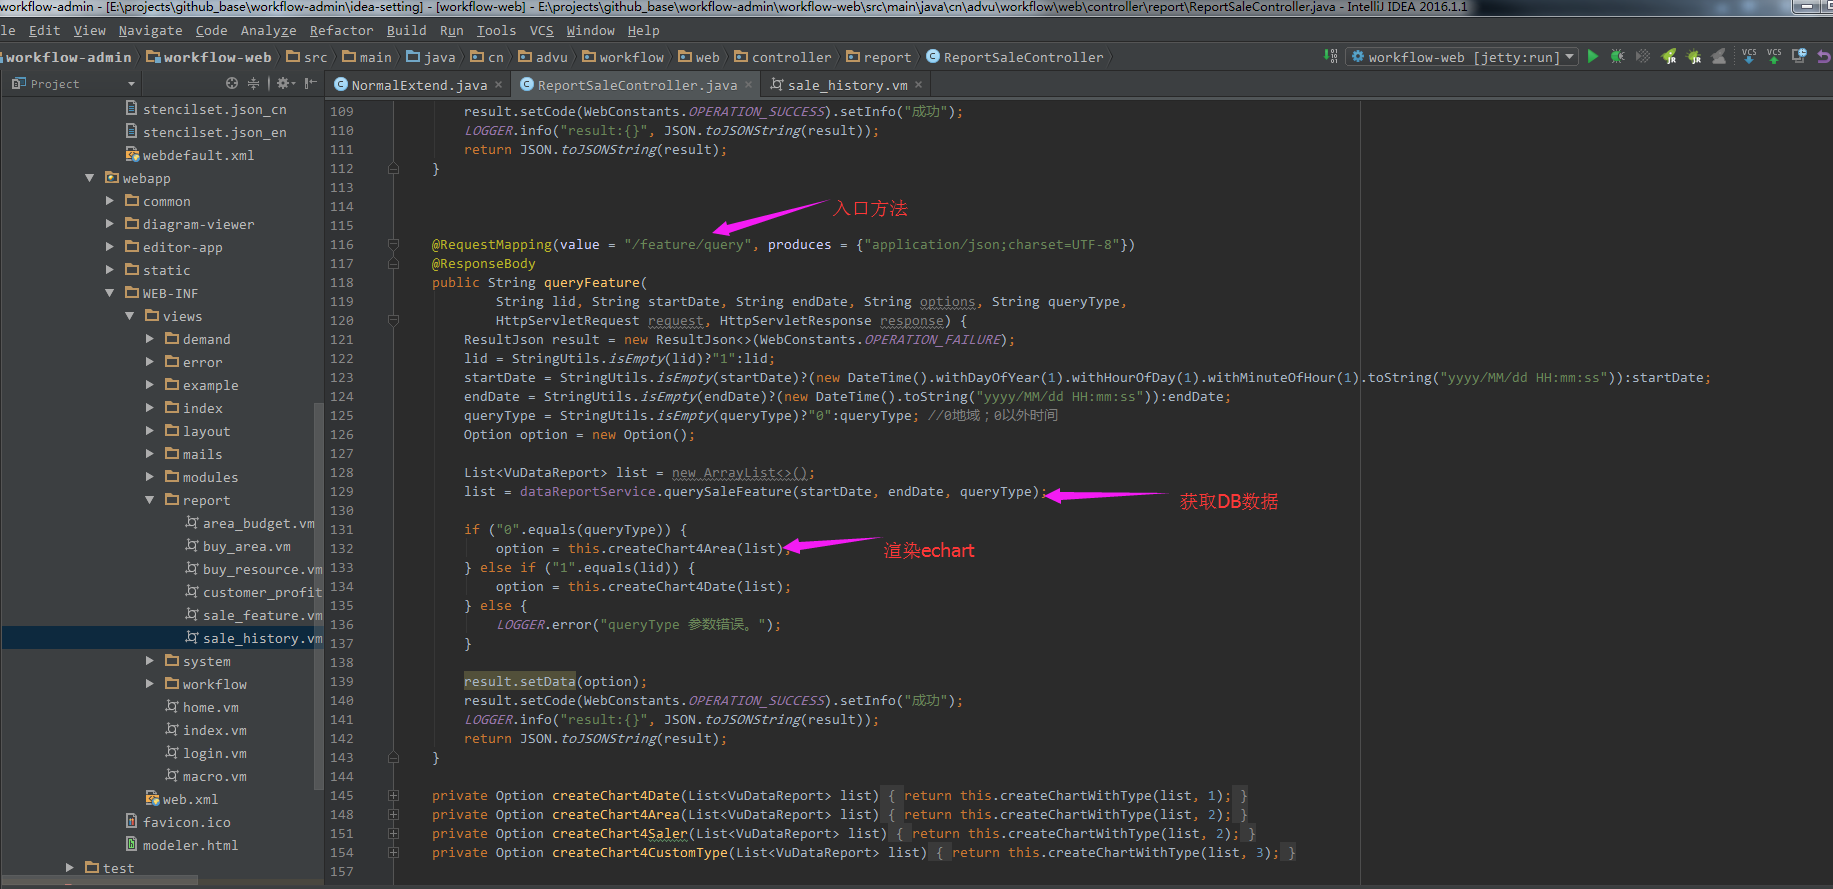 workflow-admin - [E:\projects\github_base\workflow-admin\idea-setting] - [workflow-web] - E:\projects\github_base\workflow-admin\workflow-web\src\main\java\cn\advu\workflow\web\controller\report\ReportSaleController.java - IntelliJ IDEA 2016.1.1
le Edit View Navigate Code Analyze Refactor Build Run Tools VCS Window Help
workflow-admin workflow-web src main java cn advu workflow web controller report ReportSaleController workflow-web [jetty:run]
Project
NormalExtend.java × ReportSaleController.java × sale_history.vm ×
stencilset.json_cn
stencilset.json_en
webdefault.xml
webapp
common
diagram-viewer
editor-app
static
WEB-INF
views
demand
error
example
index
layout
mails
modules
report
area_budget.vm
buy_area.vm
buy_resource.vm
customer_profit
sale_feature.vm
sale_history.vm
system
workflow
home.vm
index.vm
login.vm
macro.vm
web.xml
favicon.ico
modeler.html
test
109 result.setCode(WebConstants.OPERATION_SUCCESS).setInfo("成功");
110 LOGGER.info("result:{}", JSON.toJSONString(result));
111 return JSON.toJSONString(result);
112 }
113
114
入口方法
115
116 @RequestMapping(value = "/feature/query", produces = {"application/json;charset=UTF-8"})
117 @ResponseBody
118 public String queryFeature(
119 String lid, String startDate, String endDate, String options, String queryType,
120 HttpServletRequest request, HttpServletResponse response) {
121 ResultJson result = new ResultJson<>(WebConstants.OPERATION_FAILURE);
122 lid = StringUtils.isEmpty(lid)?"1":lid;
123 startDate = StringUtils.isEmpty(startDate)?(new DateTime().withDayOfYear(1).withHourOfDay(1).withMinuteOfHour(1).toString("yyyy/MM/dd HH:mm:ss")):startDate;
124 endDate = StringUtils.isEmpty(endDate)?(new DateTime().toString("yyyy/MM/dd HH:mm:ss")):endDate;
125 queryType = StringUtils.isEmpty(queryType)?"0":queryType; //0地域；0以外时间
126 Option option = new Option();
127
128 List<VuDataReport> list = new ArrayList<>();
129 list = dataReportService.querySaleFeature(startDate, endDate, queryType);
获取DB数据
130
131 if ("0".equals(queryType)) {
132 option = this.createChart4Area(list);
渲染echart
133 } else if ("1".equals(lid)) {
134 option = this.createChart4Date(list);
135 } else {
136 LOGGER.error("queryType 参数错误。");
137 }
138
139 result.setData(option);
140 result.setCode(WebConstants.OPERATION_SUCCESS).setInfo("成功");
141 LOGGER.info("result:{}", JSON.toJSONString(result));
142 return JSON.toJSONString(result);
143 }
144
145 private Option createChart4Date(List<VuDataReport> list) { return this.createChartWithType(list, 1); }
148 private Option createChart4Area(List<VuDataReport> list) { return this.createChartWithType(list, 2); }
151 private Option createChart4Saler(List<VuDataReport> list) { return this.createChartWithType(list, 2); }
154 private Option createChart4CustomType(List<VuDataReport> list) { return this.createChartWithType(list, 3); }
157